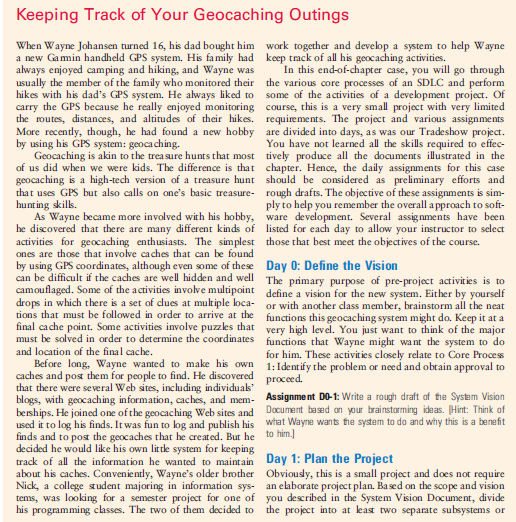 Keeping Track of Your Geocaching Outings
When Wayne Johansen turned 16, his dad bought him
a new Garmin handheld GPS system. His family had
always enjoyed camping and hiking, and Wayne was
usually the member of the family who monitored their
hikes with his dad's GPS system. He always liked to
carry the GPS because he really enjoyed monitoring
the routes, distances, and altitudes of their hikes.
More recently, though, he had found a new hobby
by using his GPS system: geocaching.
Geocaching is akin to the treasure hunts that most
of us did when we were kids. The difference is that
geocaching is a high-tech version of a treasure hunt
that uses GPS but also calls on one's basic treasure-
hunting skills.
As Wayne became more involved with his hobby,
he discovered that there are many different kinds of
activities for geocaching enthusiasts. The simplest
ones are those that involve caches that can be found
by using GPS coordinates, although even some of these
can be difficult if the caches are well hidden and well
camouflaged. Some of the activities involve multipoint
drops in which there is a set of clues at multiple loca-
tions that must be followed in order to arrive at the
final cache point. Some activities involve puzzles that
must be solved in order to determine the coordinates
and location of the final cache.
Before long, Wayne wanted to make his own
caches and post them for people to find. He discovered
that there were several Web sites, including individuals'
blogs, with geocaching information, caches, and mem-
berships. He joined one of the geocaching Web sites and
used it to log his finds. It was fun to log and publish his
finds and to post the geocaches that he created. But he
decided he would like his own little system for keeping
track of all the information he wanted to maintain
about his caches. Conveniently, Wayne's older brother
Nick, a college student majoring in information sys-
tems, was looking for a semester project for one of
his programming classes. The two of them decided to
work together and develop a system to help Wayne
keep track of all his geocaching activities.
In this end-of-chapter case, you will go through
the various core processes of an SDLC and perform
some of the activities of a development project. Of
course, this is a very small project with very limited
requirements. The project and various assignments
are divided into days, as was our Tradeshow project.
You have not learned all the skills required to effec-
tively produce all the documents illustrated in the
chapter. Hence, the daily assignments for this case
should be considered as preliminary efforts and
rough drafts. The objective of these assignments is sim-
ply to help you remember the overall approach to soft-
ware development. Several assignments have been
listed for each day to allow your instructor to select
those that best meet the objectives of the course.
Day 0: Define the Vision
The primary purpose of pre-project activities is to
define a vision for the new system. Either by yourself
or with another class member, brainstorm all the neat
functions this geocaching system might do. Keep it at a
very high level. You just want to think of the major
functions that Wayne might want the system to do
for him. These activities closely relate to Core Process
1: Identify the problem or need and obtain approval to
proceed.
Assignment D0-1: Write a rough draft of the System Vision
Document based on your brainstorming ideas. [Hint: Think of
what Wayne wants the system to do and why this is a benefit
to him.]
Day 1: Plan the Project
Obviously, this is a small project and does not require
an elaborate project plan. Based on the scope and vision
you described in the System Vision Document, divide
the project into at least two separate subsystems or